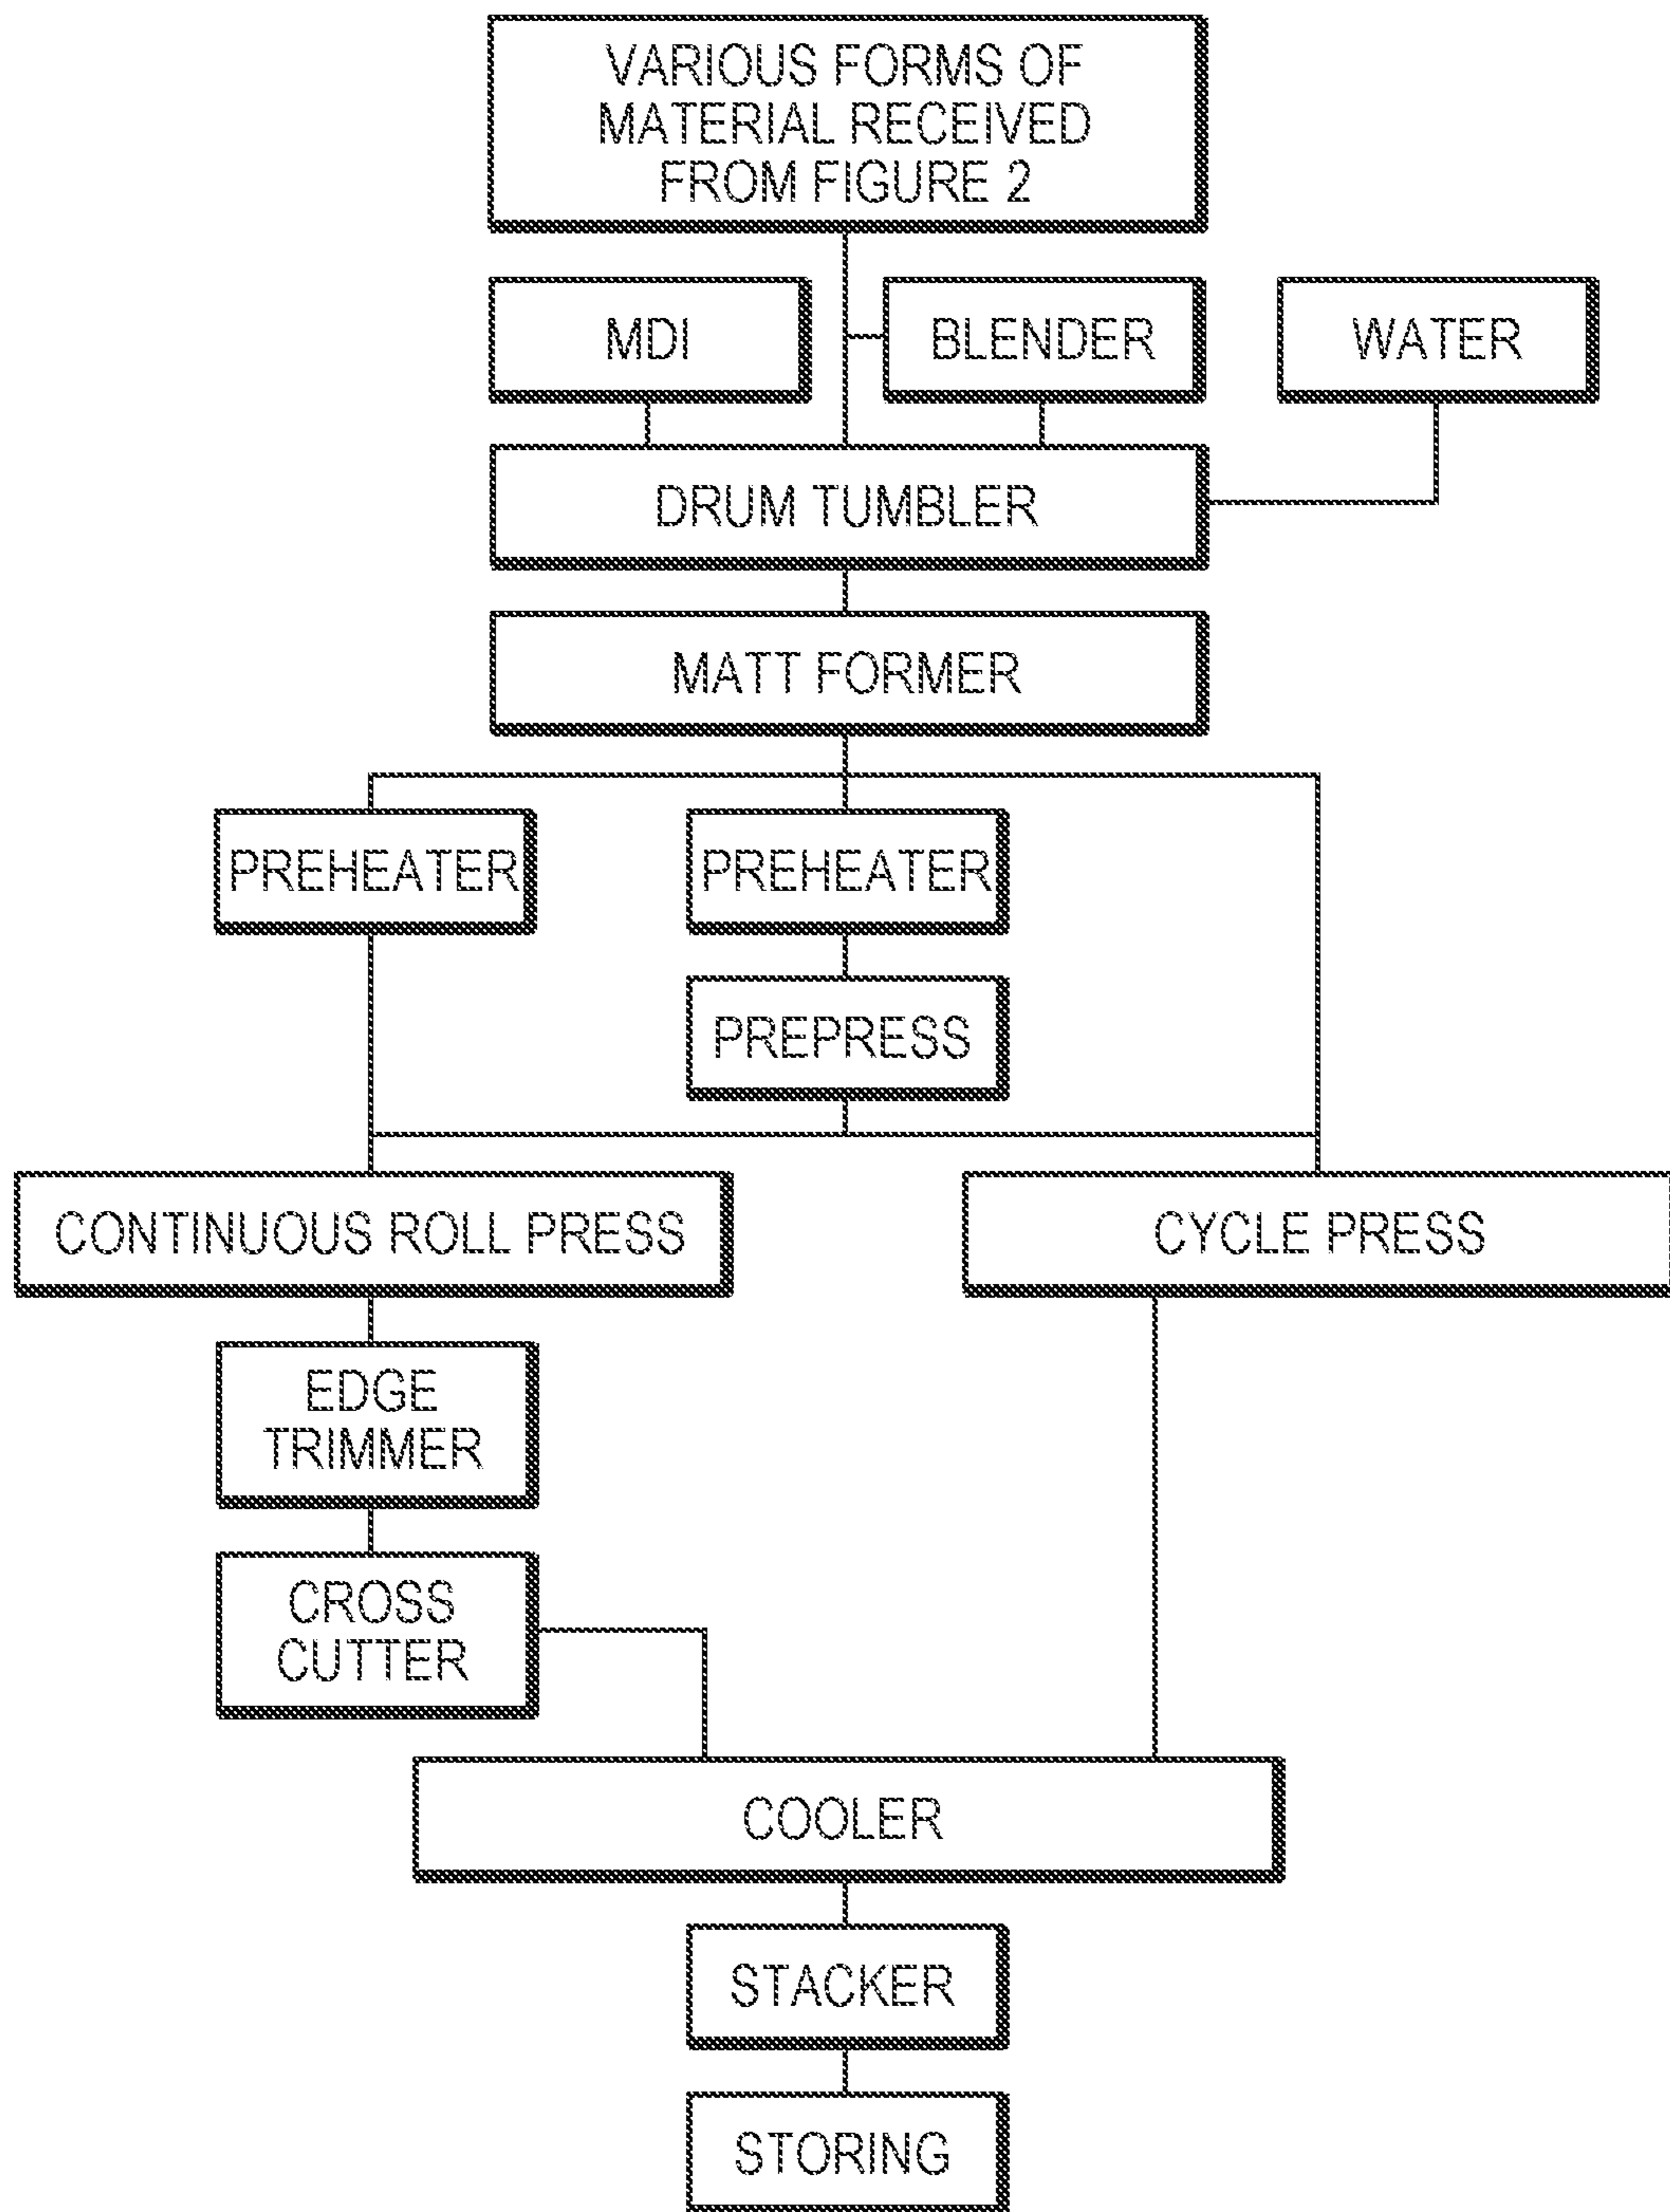 VARIOUS FORMS OF
MATERIAL RECEIVED
FROM FIGURE 2
MDI
BLENDER
WATER
DRUM TUMBLER
MATT FORMER
PREHEATER
PREHEATER
PREPRESS
CONTINUOUS ROLL PRESS
CYCLE PRESS
EDGE
TRIMMER
CROSS
CUTTER
COOLER
STACKER
STORING